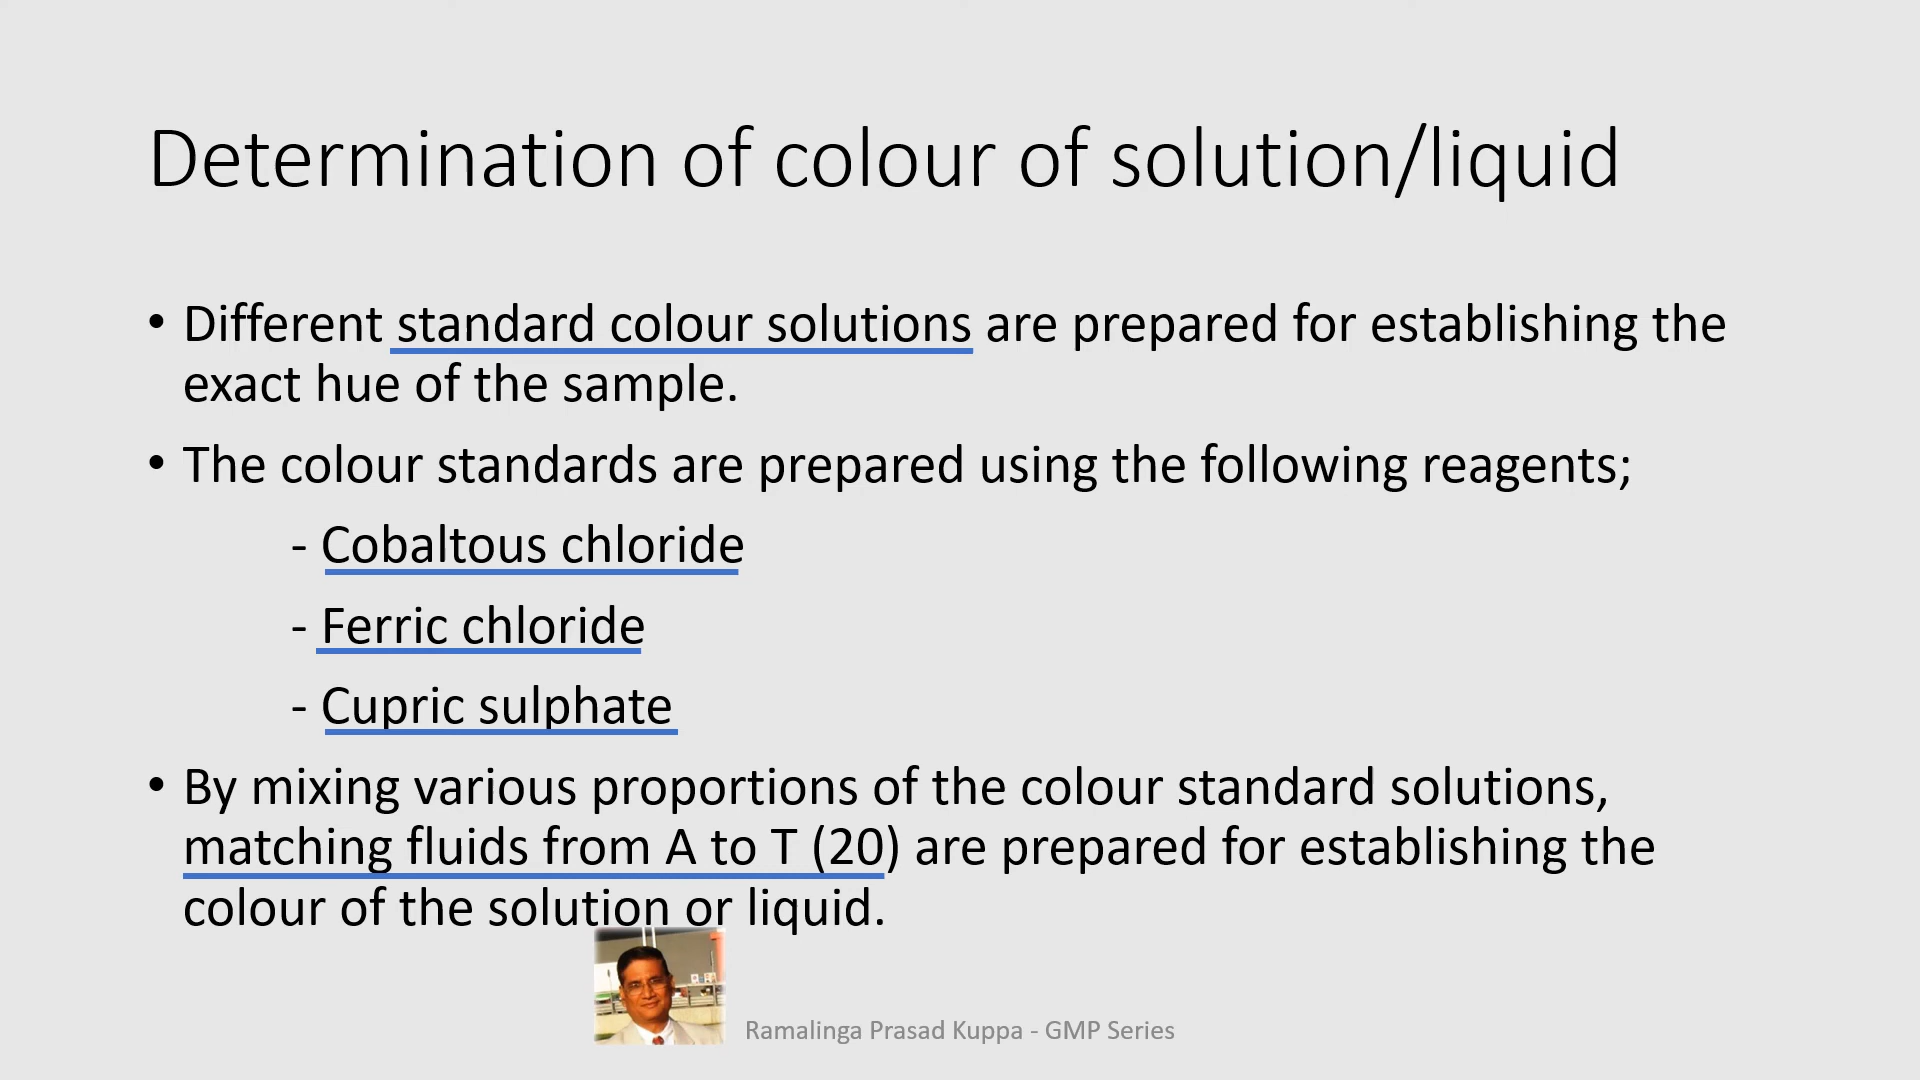 Determination of colour of solution/liquid
• Different standard colour solutions are prepared for establishing the
exact hue of the sample.
• The colour standards are prepared using the following reagents;
- Cobaltous chloride
- Ferric chloride
- Cupric sulphate
• By mixing various proportions of the colour standard solutions,
matching fluids from A to T (20) are prepared for establishing the
colour of the solution or liquid.
Ramalinga Prasad Kuppa - GMP Series